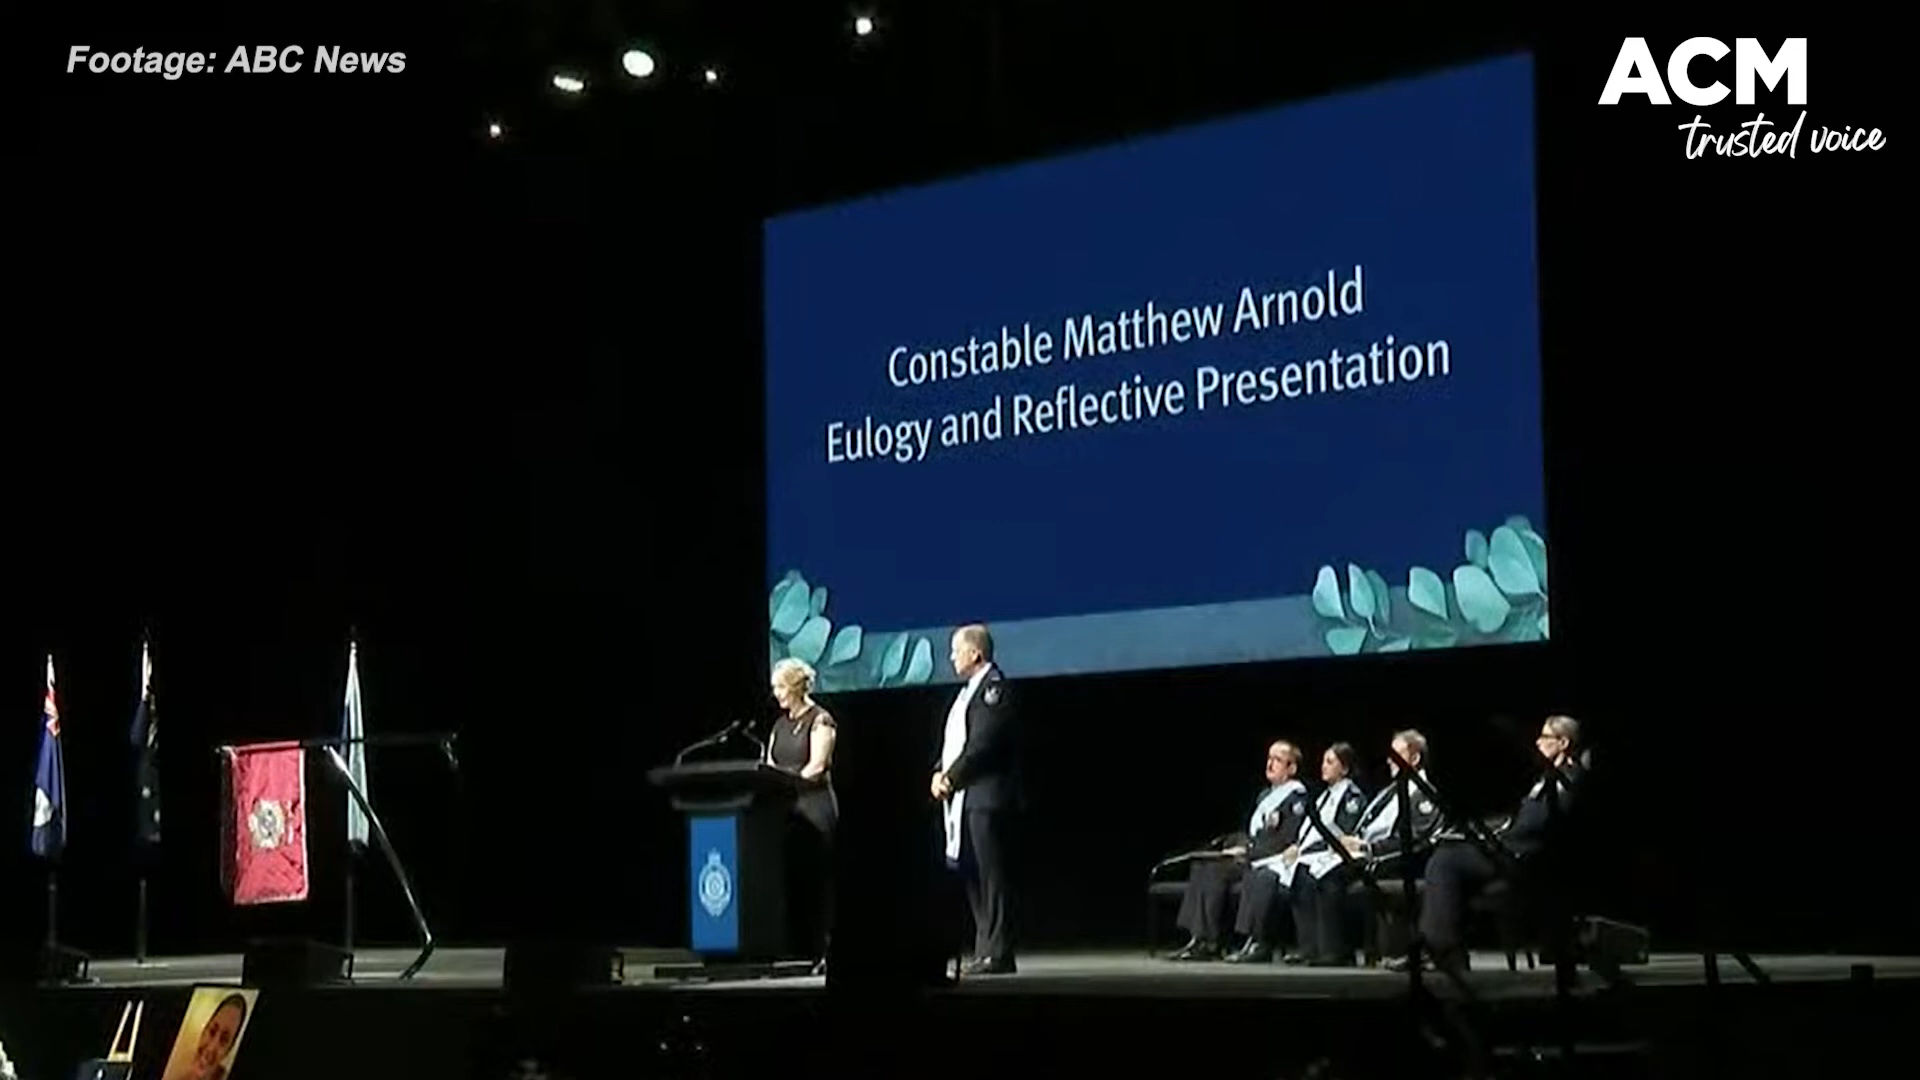 Footage: ABC News
ACM
trusted voice
Constable Matthew Arnold
Eulogy and Reflective Presentation